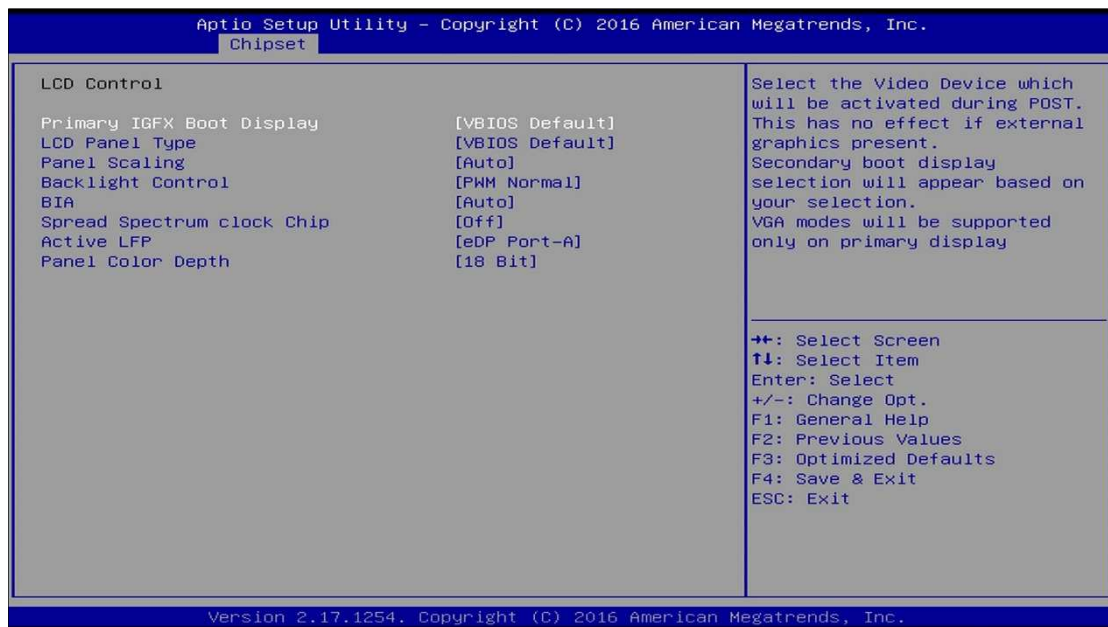 Aptio Setup Utility – Copyright (C) 2016 American Megatrends, Inc.
Chipset
LCD Control
Primary IGFX Boot Display [VBIOS Default]
LCD Panel Type [VBIOS Default]
Panel Scaling [Auto]
Backlight Control [PWM Normal]
BIA [Auto]
Spread Spectrum clock Chip [Off]
Active LFP [eDP Port-A]
Panel Color Depth [18 Bit]
Select the Video Device which
will be activated during POST.
This has no effect if external
graphics present.
Secondary boot display
selection will appear based on
your selection.
VGA modes will be supported
only on primary display
→←: Select Screen
↑↓: Select Item
Enter: Select
+/-: Change Opt.
F1: General Help
F2: Previous Values
F3: Optimized Defaults
F4: Save & Exit
ESC: Exit
Version 2.17.1254. Copyright (C) 2016 American Megatrends, Inc.